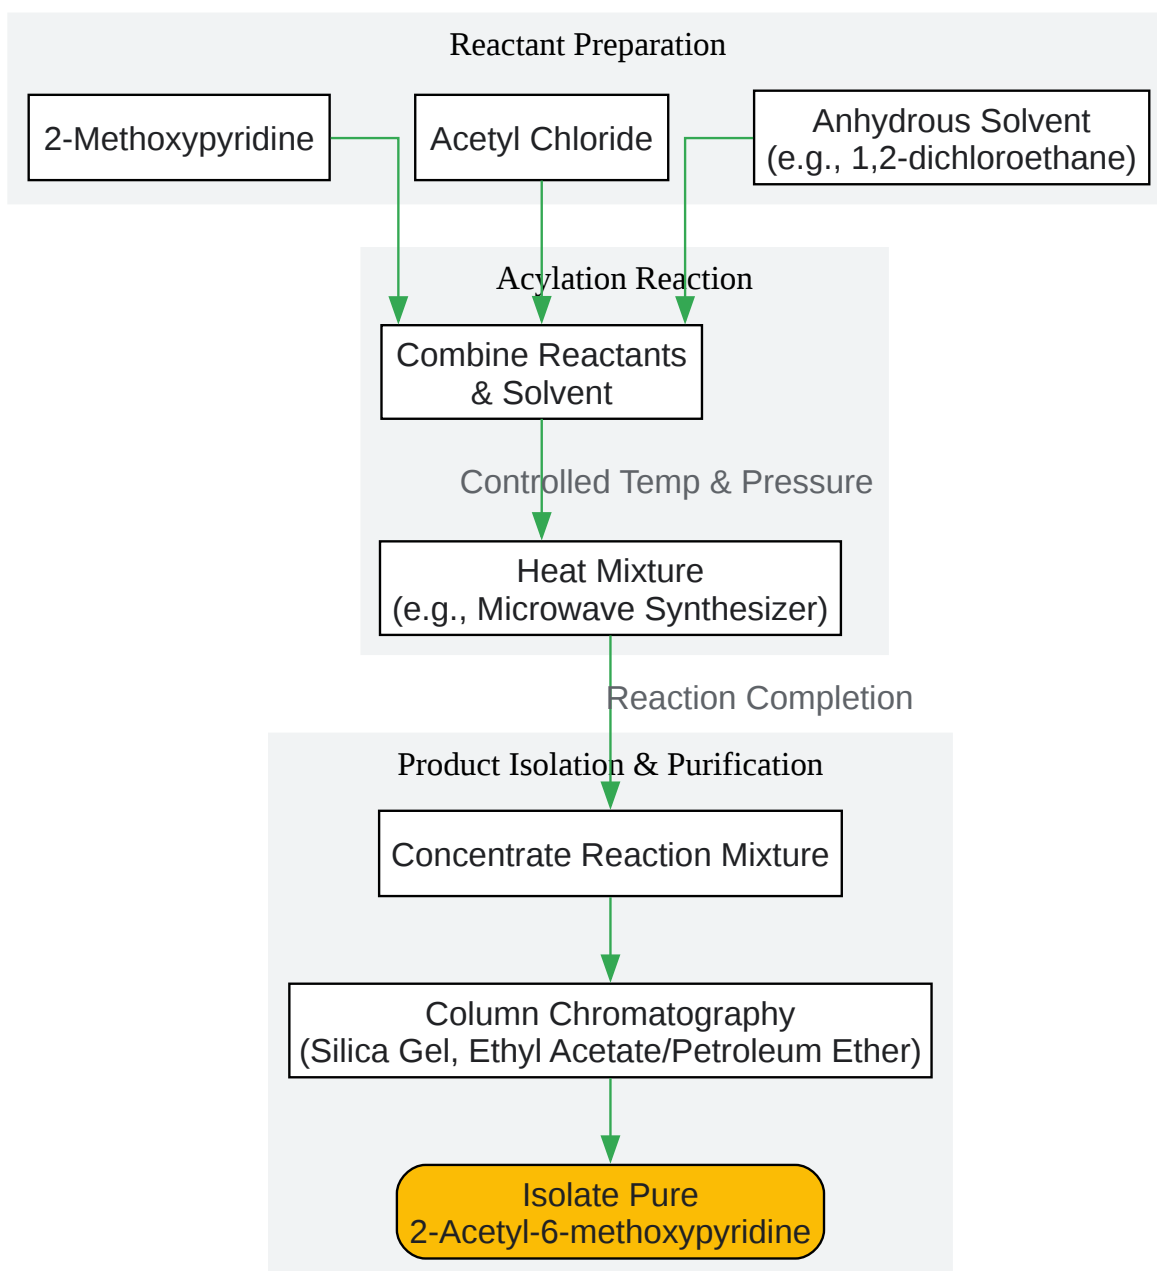 Reactant Preparation
2-Methoxypyridine
Acetyl Chloride
Anhydrous Solvent
(e.g., 1,2-dichloroethane)
Acylation Reaction
Combine Reactants
& Solvent
Controlled Temp & Pressure
Heat Mixture
(e.g., Microwave Synthesizer)
Reaction Completion
Product Isolation & Purification
Concentrate Reaction Mixture
Column Chromatography
(Silica Gel, Ethyl Acetate/Petroleum Ether)
Isolate Pure
2-Acetyl-6-methoxypyridine